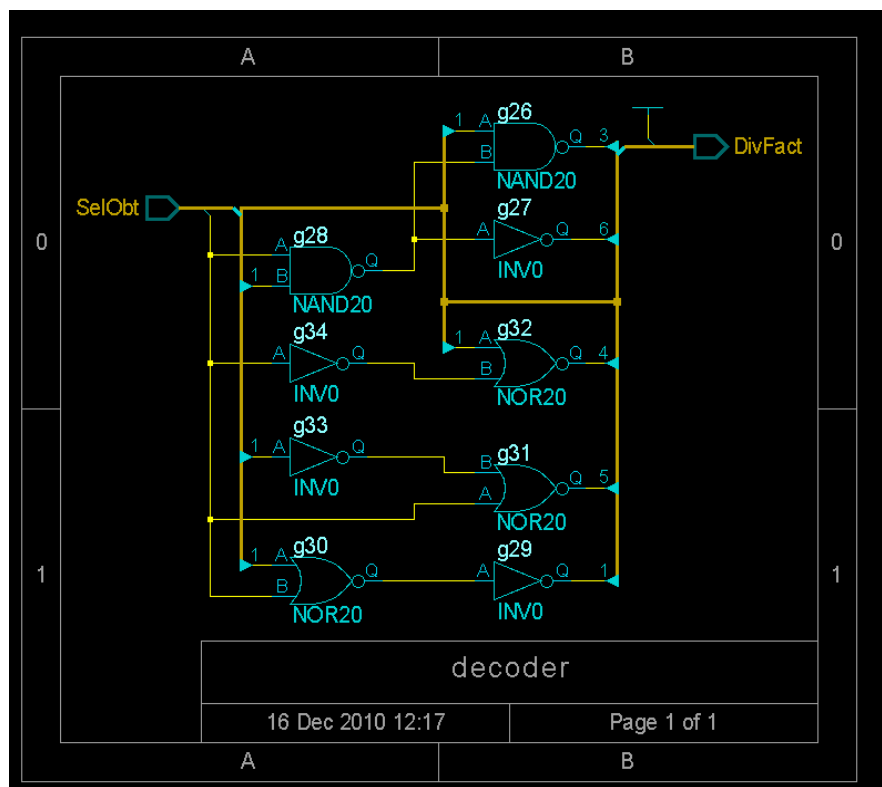 A B
g26
1 A Q 3
DivFact
B
NAND20
SelObt
g27
0 A Q 6 0
g28
A
Q
1 B
INV0
NAND20
g34 g32
1 A
A Q Q 4
B
INV0 NOR20
g33 g31
1 A Q B
Q 5
A
INV0
NOR20
g30 g29
1 A
Q A Q 1
1 1
B
NOR20 INV0
decoder
16 Dec 2010 12:17 Page 1 of 1
A B